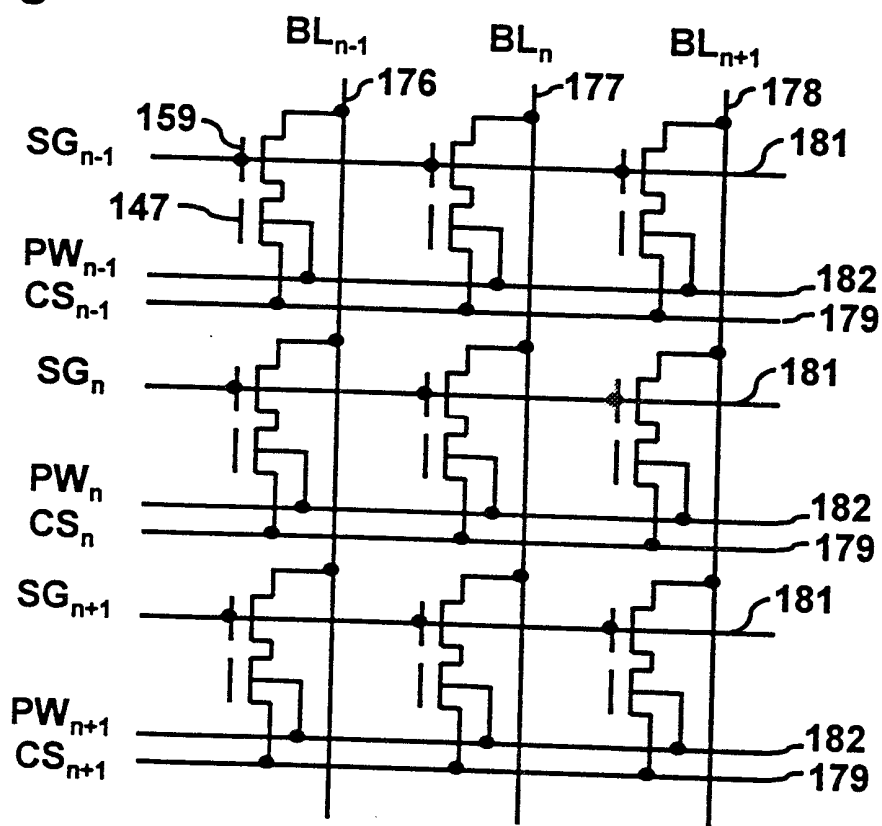 BLn-1 BLn BLn+1
176 177 178
159
SGn-1 181
147
PWn-1 182
CSn-1 179
SGn 181
PWn 182
CSn 179
SGn+1 181
PWn+1 182
CSn+1 179